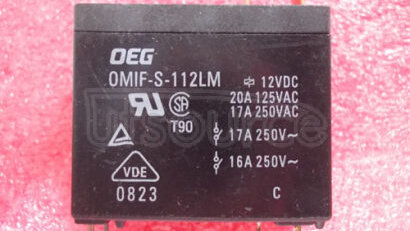 OEG
OMIF-S-112LM
12VDC
20A 125VAC
17A 250VAC
T90
17A 250V~
16A 250V~
VDE
0823
C